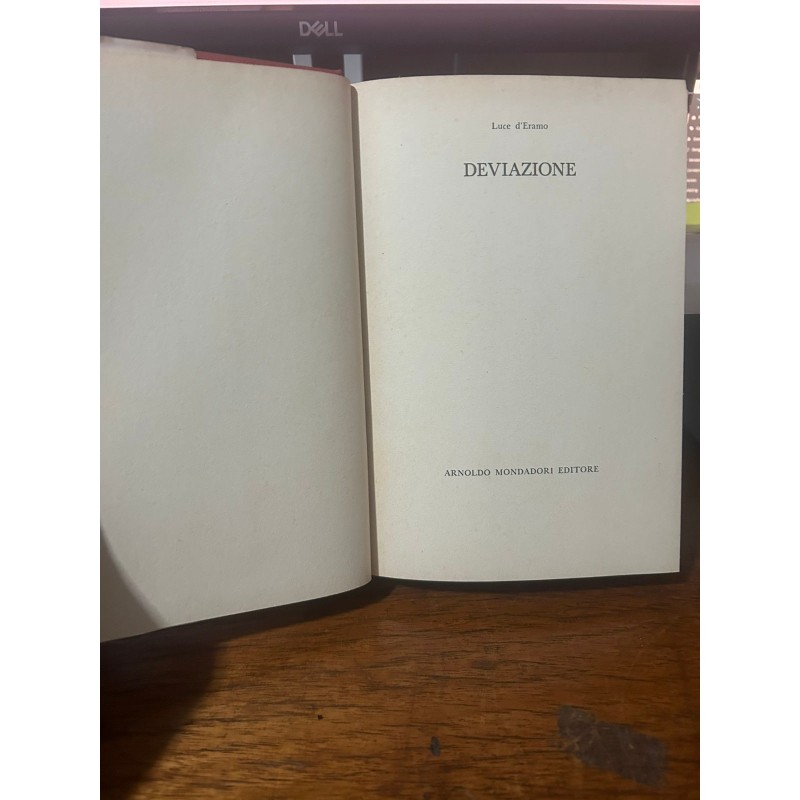 DELL
Luce d'Eramo
DEVIAZIONE
ARNOLDO MONDADORI EDITORE